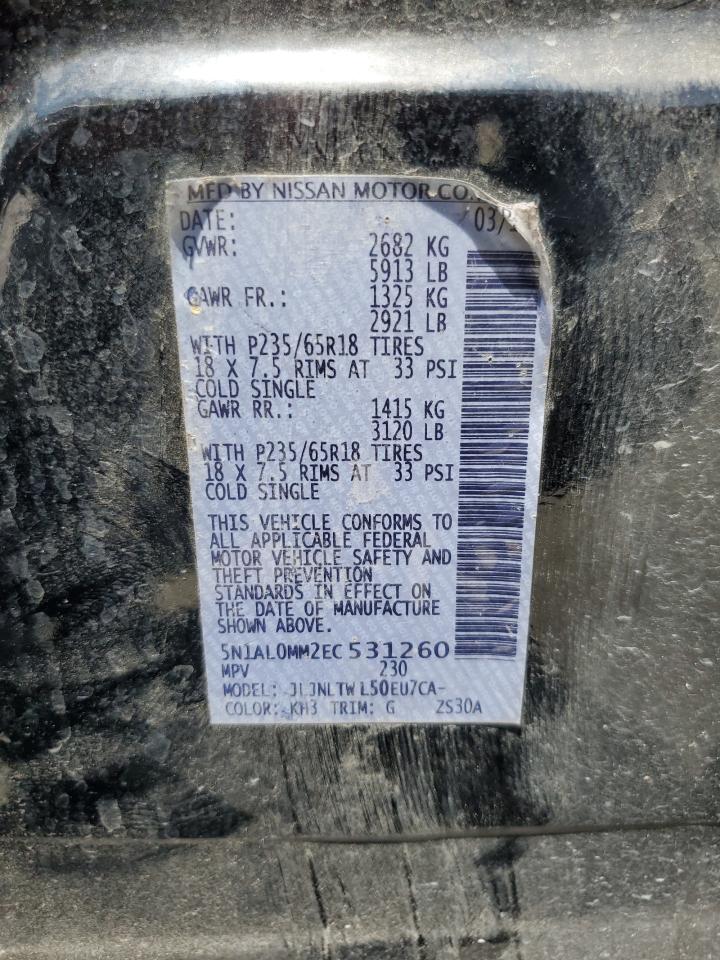 MFD BY NISSAN MOTOR CO.
DATE: 03/
GVWR: 2682 KG
5913 LB
GAWR FR.: 1325 KG
2921 LB
WITH P235/65R18 TIRES
18 X 7.5 RIMS AT 33 PSI
COLD SINGLE
GAWR RR.: 1415 KG
3120 LB
WITH P235/65R18 TIRES
18 X 7.5 RIMS AT 33 PSI
COLD SINGLE
THIS VEHICLE CONFORMS TO
ALL APPLICABLE FEDERAL
MOTOR VEHICLE SAFETY AND
THEFT PREVENTION
STANDARDS IN EFFECT ON
THE DATE OF MANUFACTURE
SHOWN ABOVE.
5N1AL0MM2EC531260
MPV 230
MODEL: JLJNLTW L50EU7CA-
COLOR: KH3 TRIM: G ZS30A